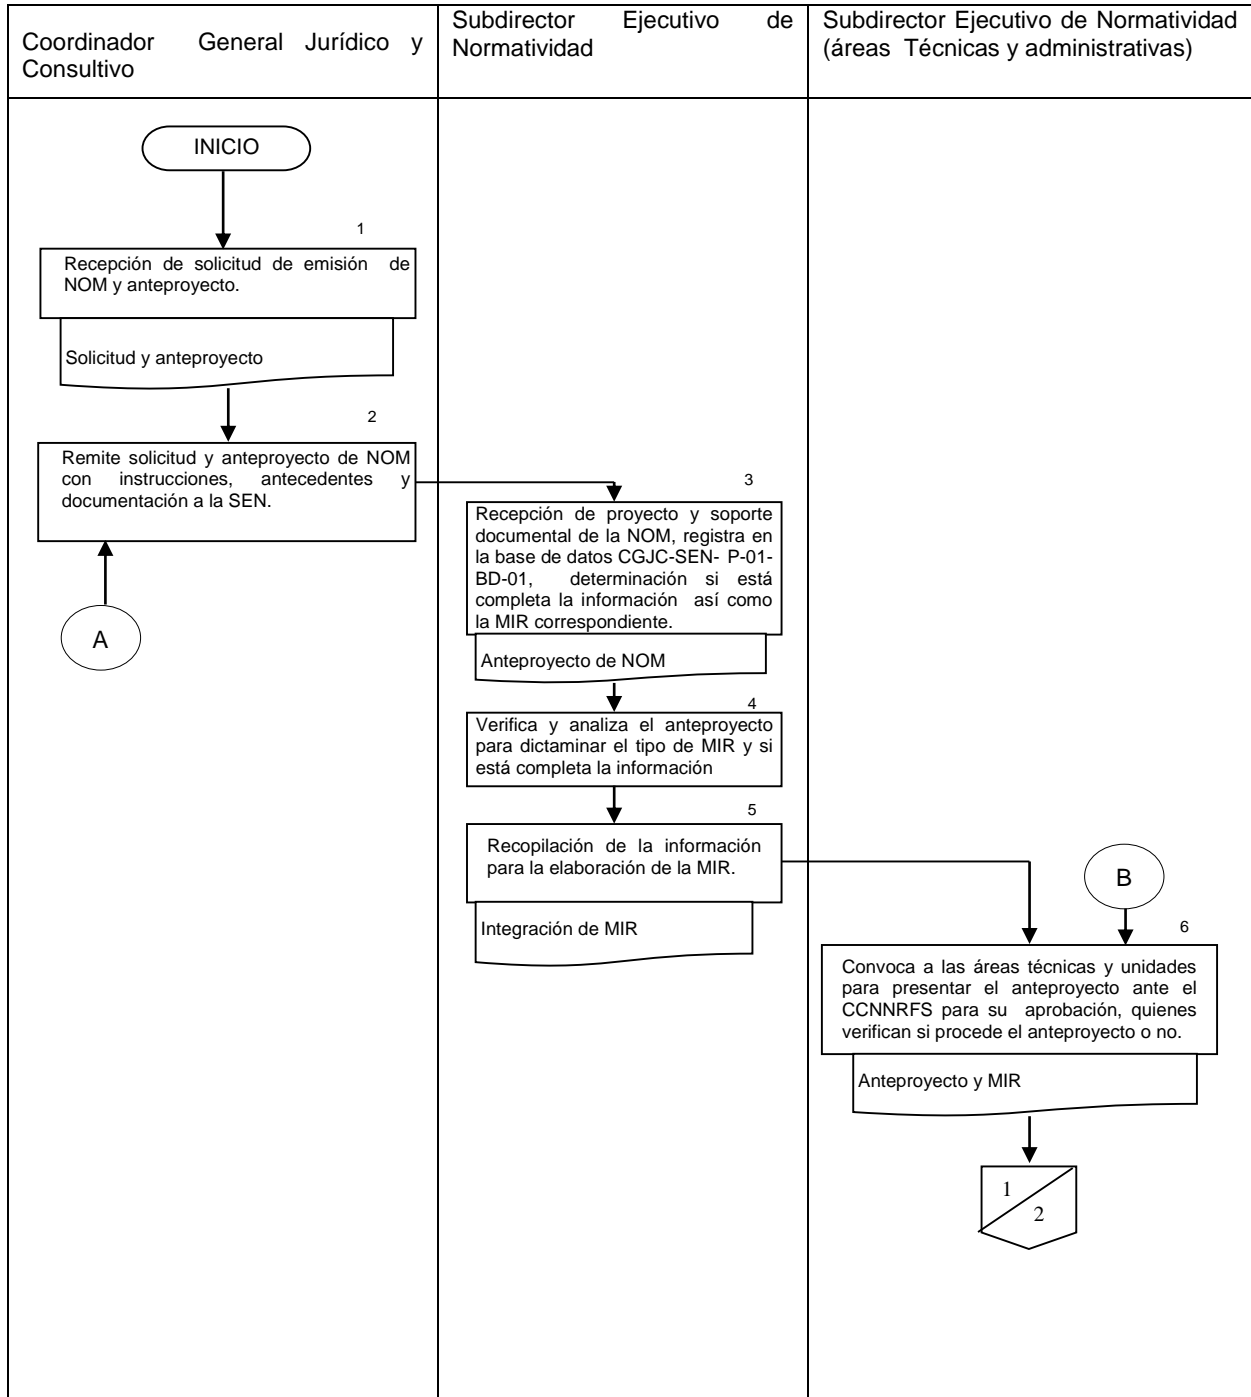 Coordinador General Jurídico y
Consultivo
Subdirector Ejecutivo de
Normatividad
Subdirector Ejecutivo de Normatividad
(áreas Técnicas y administrativas)
INICIO
1
Recepción de solicitud de emisión de
NOM y anteproyecto.
Solicitud y anteproyecto
2
Remite solicitud y anteproyecto de NOM
con instrucciones, antecedentes y
documentación a la SEN.
A
3
Recepción de proyecto y soporte
documental de la NOM, registra en
la base de datos CGJC-SEN- P-01-
BD-01, determinación si está
completa la información así como
la MIR correspondiente.
Anteproyecto de NOM
4
Verifica y analiza el anteproyecto
para dictaminar el tipo de MIR y si
está completa la información
5
Recopilación de la información
para la elaboración de la MIR.
Integración de MIR
B
6
Convoca a las áreas técnicas y unidades
para presentar el anteproyecto ante el
CCNNRFS para su aprobación, quienes
verifican si procede el anteproyecto o no.
Anteproyecto y MIR
1
2